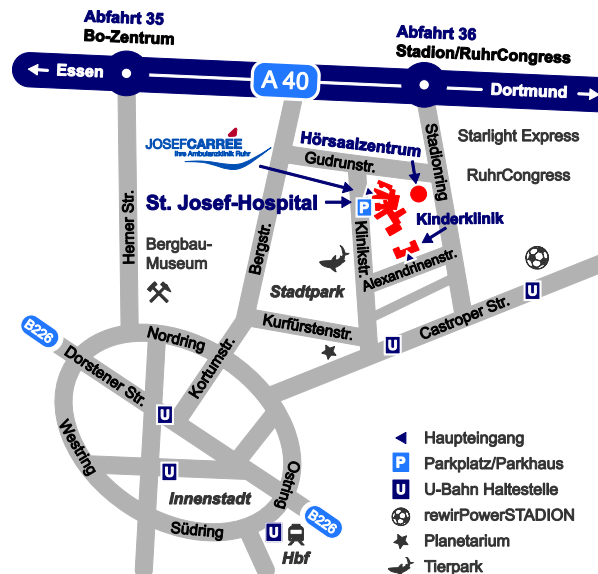 Abfahrt 35
Bo-Zentrum
Abfahrt 36
Stadion/RuhrCongress
Essen
A 40
Dortmund
JOSEFCARRÉE
Ihre Ambulanzklinik Ruhr
Hörsaalzentrum
Gudrunstr.
Stadionring
Starlight Express
RuhrCongress
St. Josef-Hospital
P
Kinderklinik
Herner Str.
Bergstr.
Klinikstr.
Bergbau-
Museum
Alexandrinenstr.
Stadtpark
U
Castroper Str.
Kurfürstenstr.
U
B226
Nordring
Kortumstr.
Dorstener Str.
U
Westring
U
Innenstadt
Ostring
Südring
U
B226
Hbf
Haupteingang
P Parkplatz/Parkhaus
U U-Bahn Haltestelle
rewirPowerSTADION
Planetarium
Tierpark